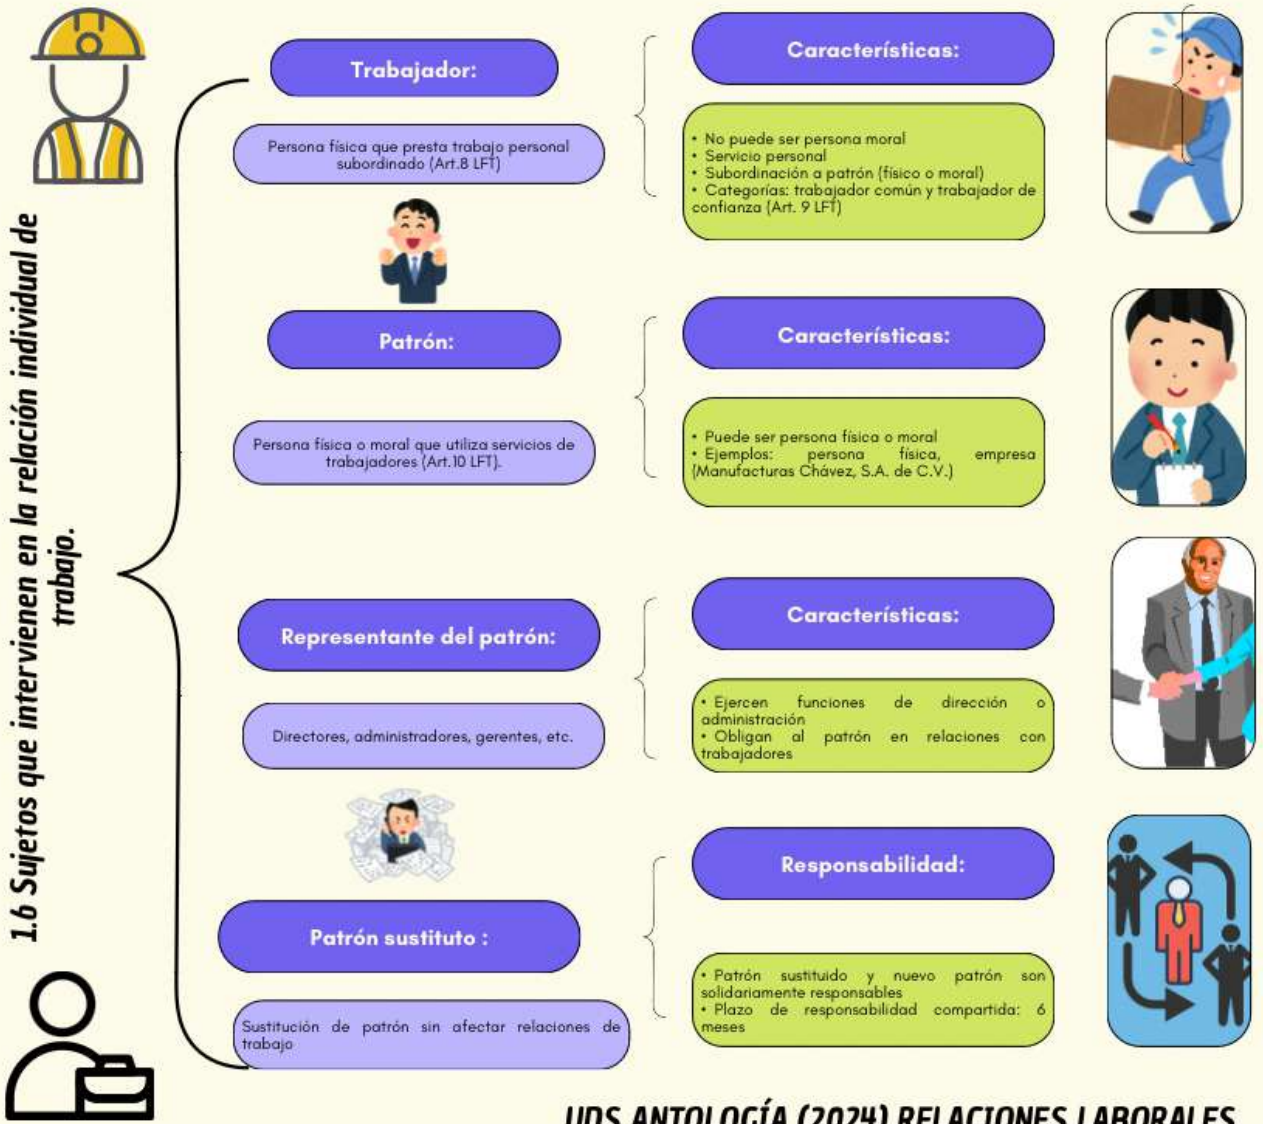 1.6 Sujetos que intervienen en la relación individual de
trabajo.
Trabajador:
Persona física que presta trabajo personal
subordinado (Art.8 LFT)
Características:
• No puede ser persona moral
• Servicio personal
• Subordinación a patrón (físico o moral)
• Categorías: trabajador común y trabajador de
confianza (Art. 9 LFT)
Patrón:
Persona física o moral que utiliza servicios de
trabajadores (Art.10 LFT).
Características:
• Puede ser persona física o moral
• Ejemplos: persona física, empresa
(Manufacturas Chávez, S.A. de C.V.)
Representante del patrón:
Directores, administradores, gerentes, etc.
Características:
• Ejercen funciones de dirección o
administración
• Obligan al patrón en relaciones con
trabajadores
Patrón sustituto :
Sustitución de patrón sin afectar relaciones de
trabajo
Responsabilidad:
• Patrón sustituido y nuevo patrón son
solidariamente responsables
• Plazo de responsabilidad compartida: 6
meses
UDS ANTOLOGÍA (2024) RELACIONES LABORALES